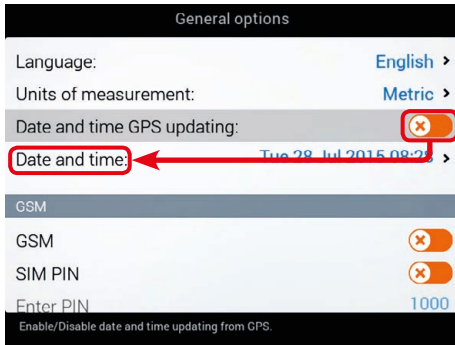 General options
Language: English >
Units of measurement: Metric >
Date and time GPS updating:
Date and time: Tue 28 Jul 2015 08:28 >
GSM
GSM
SIM PIN
Enter PIN 1000
Enable/Disable date and time updating from GPS.